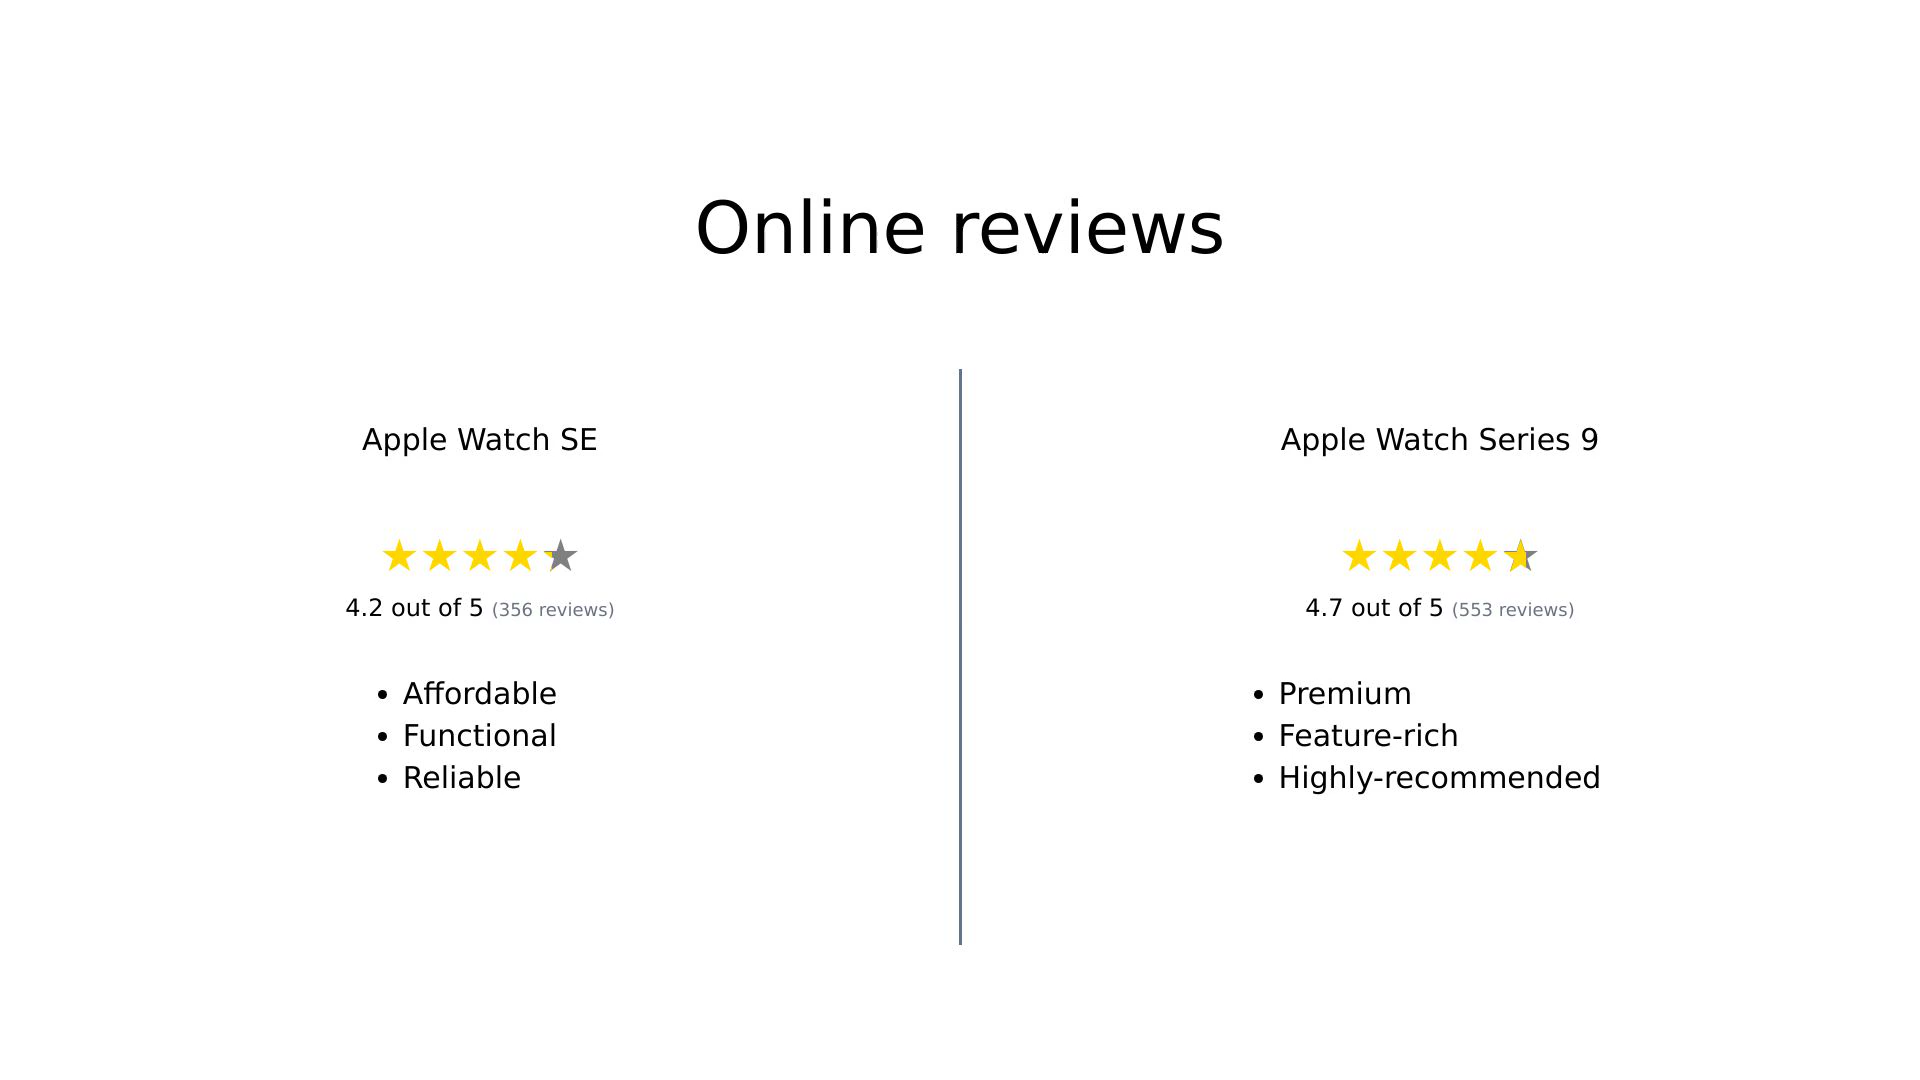 Online reviews
Apple Watch SE
4.2 out of 5 (356 reviews)
• Affordable
• Functional
• Reliable
Apple Watch Series 9
4.7 out of 5 (553 reviews)
• Premium
• Feature-rich
• Highly-recommended